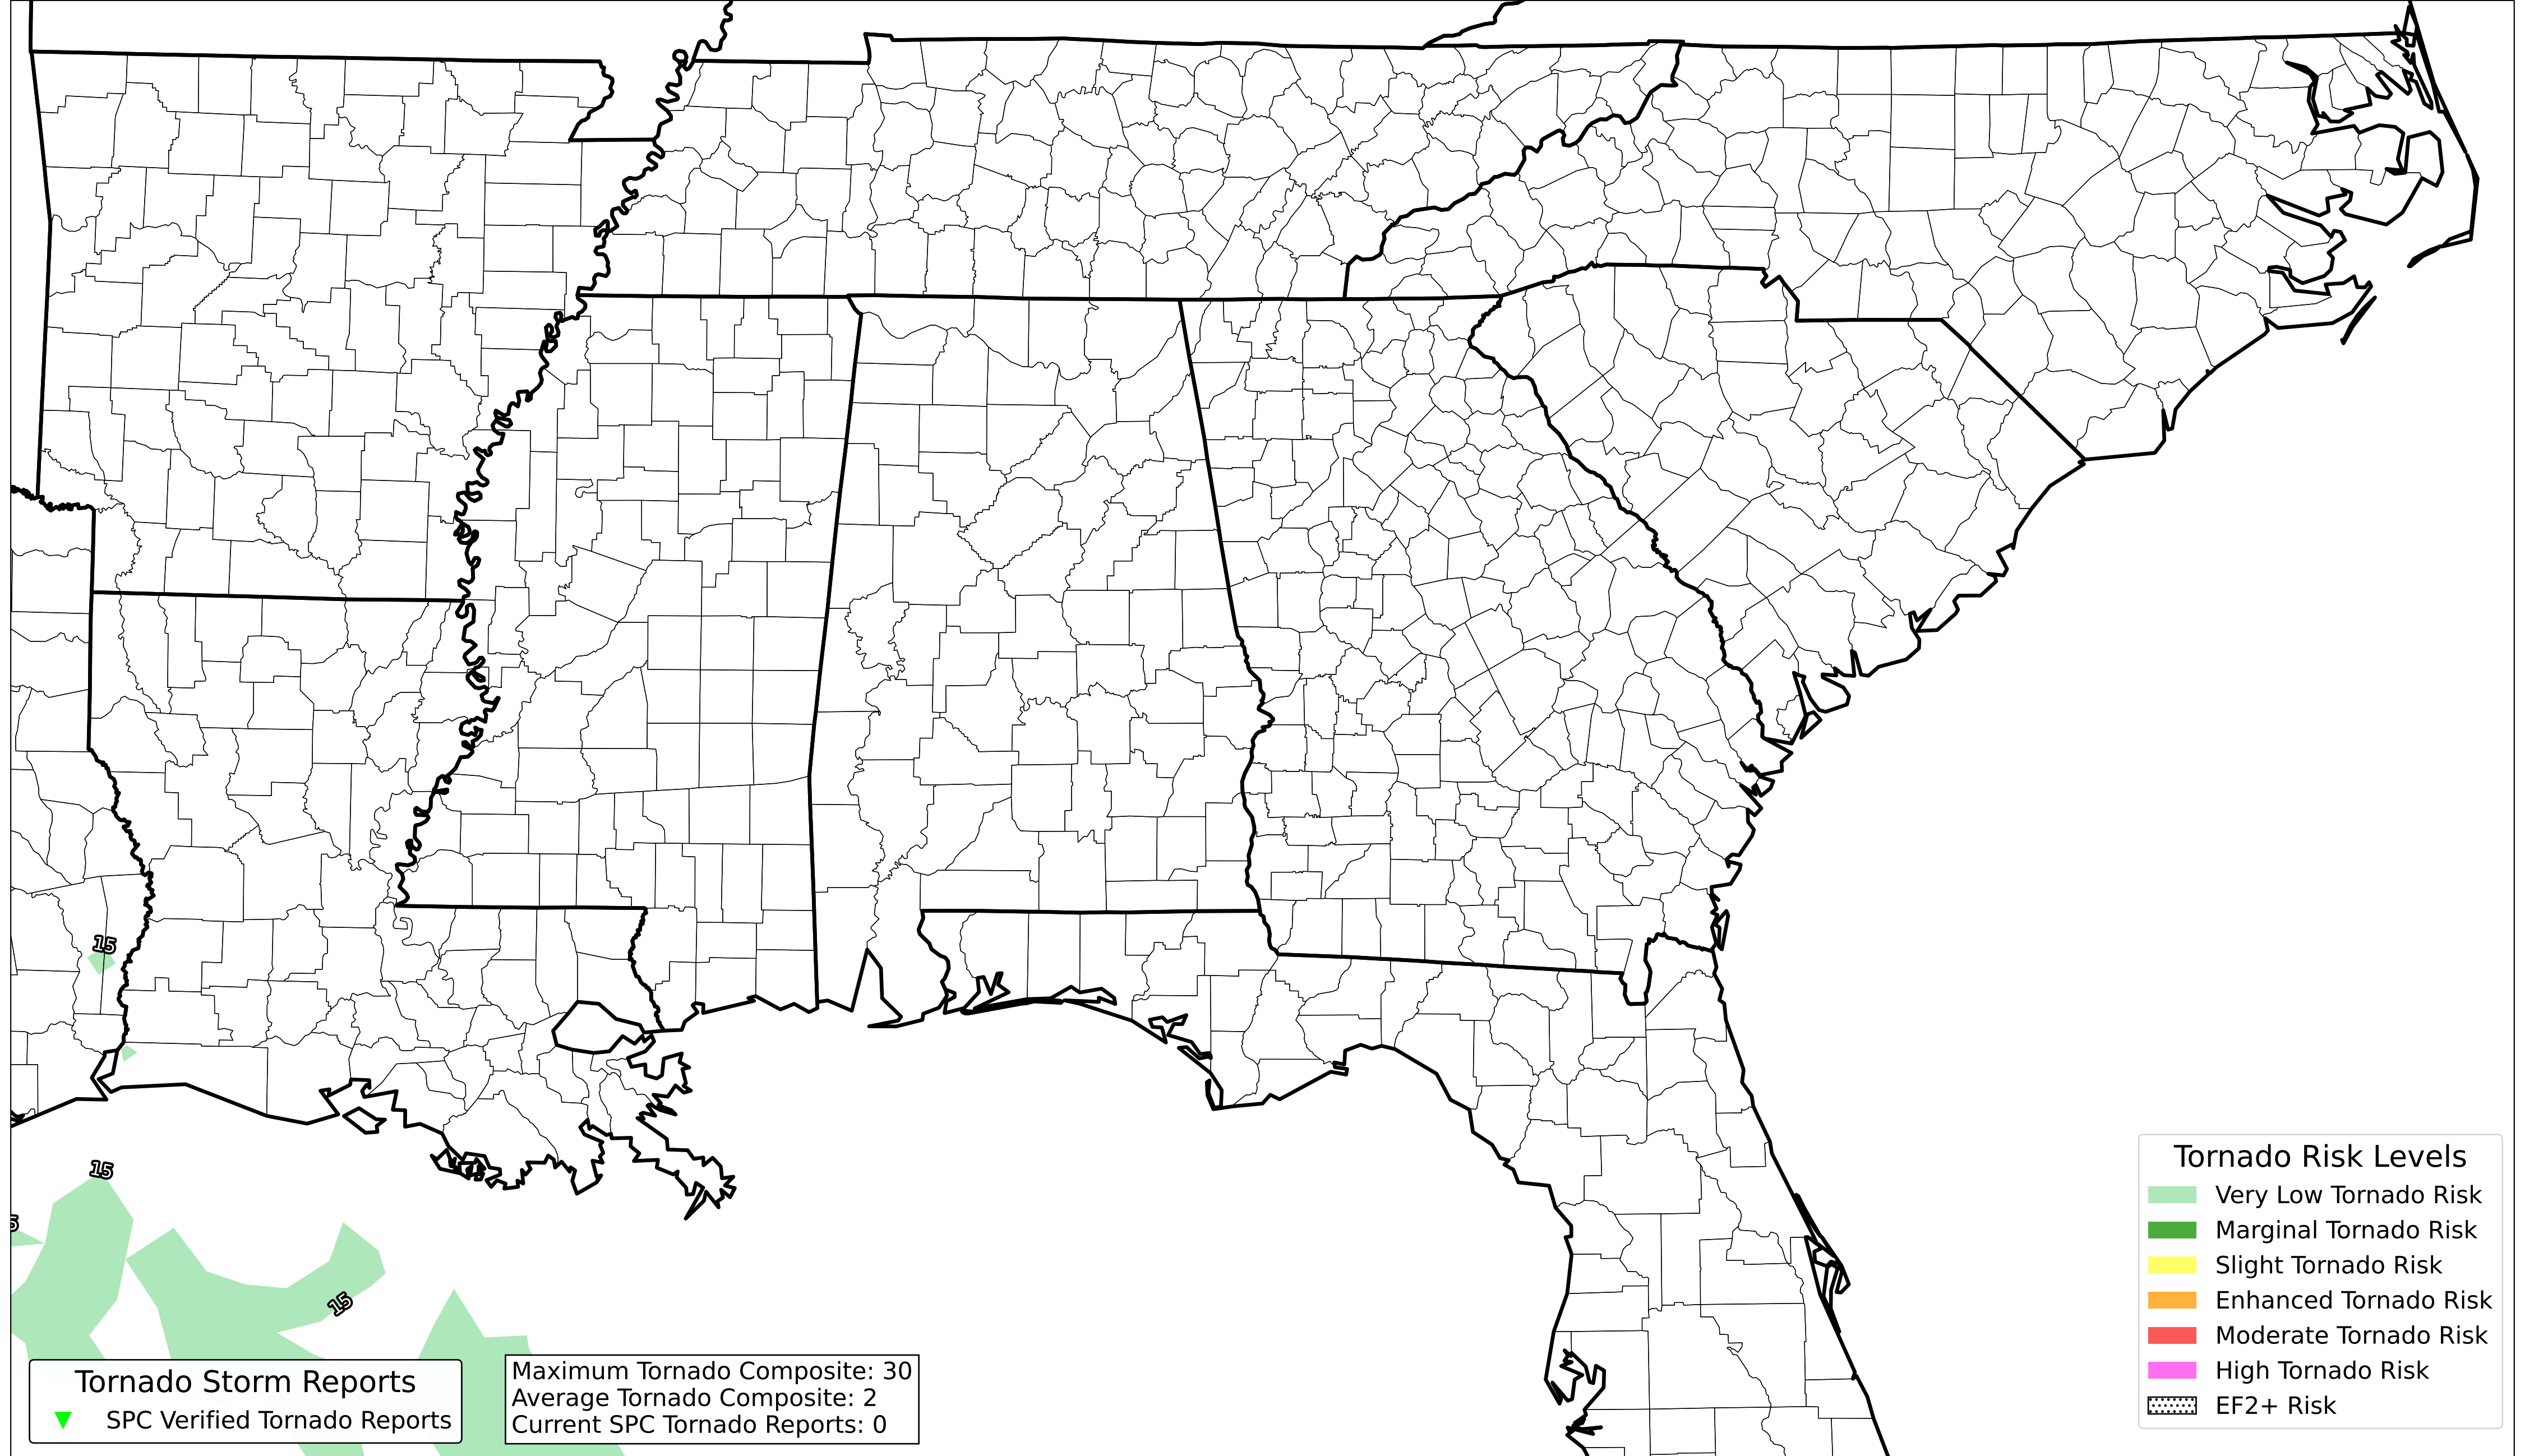 15
15
5
15
Tornado Storm Reports
SPC Verified Tornado Reports
Maximum Tornado Composite: 30
Average Tornado Composite: 2
Current SPC Tornado Reports: 0
Tornado Risk Levels
Very Low Tornado Risk
Marginal Tornado Risk
Slight Tornado Risk
Enhanced Tornado Risk
Moderate Tornado Risk
High Tornado Risk
EF2+ Risk